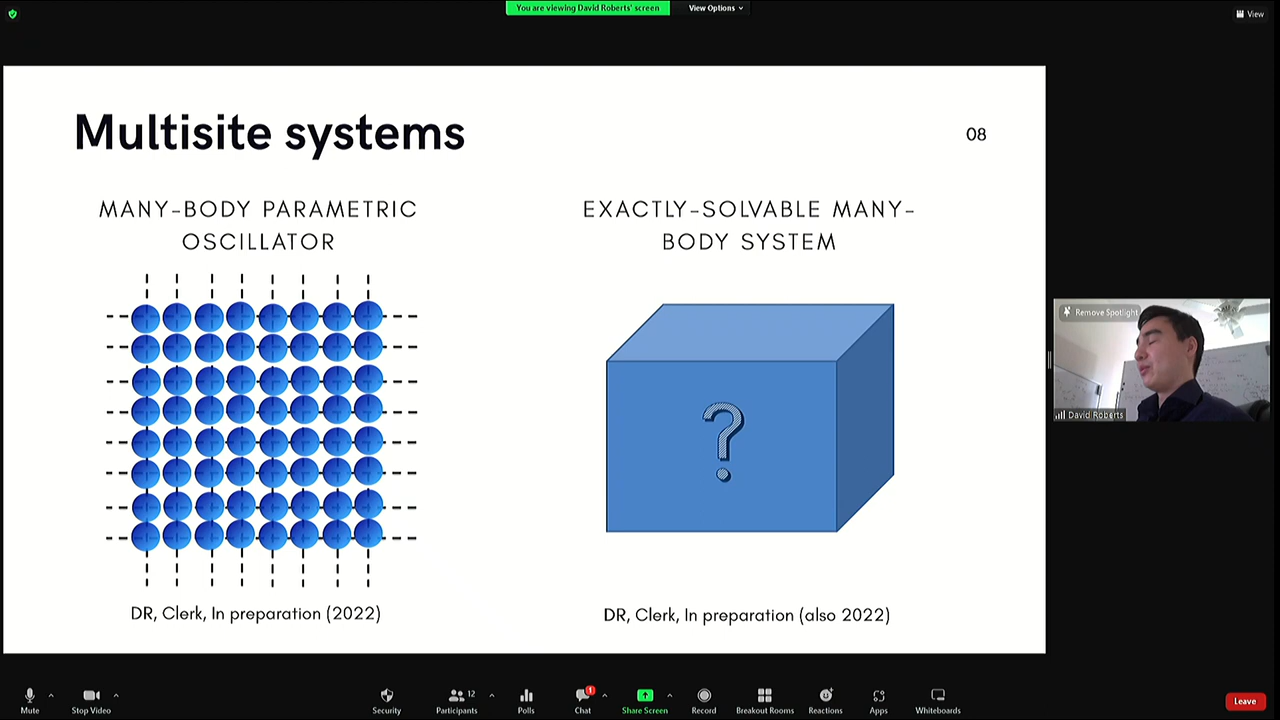 You are viewing David Roberts' screen
View Options
View
Multisite systems
08
MANY-BODY PARAMETRIC
OSCILLATOR
EXACTLY-SOLVABLE MANY-
BODY SYSTEM
?
DR, Clerk, In preparation (2022)
DR, Clerk, In preparation (also 2022)
Remove Spotlight
David Roberts
Mute
Stop Video
Security
12
Participants
Polls
1
Chat
Share Screen
Record
Breakout Rooms
Reactions
Apps
Whiteboards
Leave